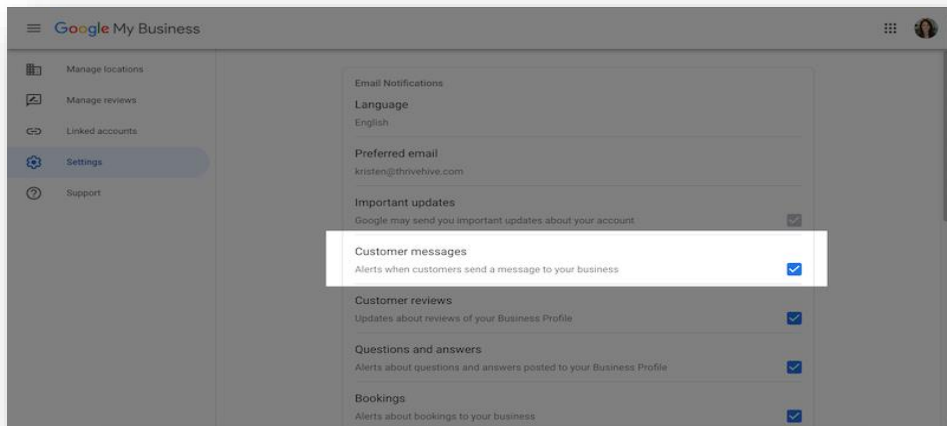 Google My Business
Manage locations
Manage reviews
Linked accounts
Settings
Support
Email Notifications
Language
English
Preferred email
kristen@thrivehive.com
Important updates
Google may send you important updates about your account
Customer messages
Alerts when customers send a message to your business
Customer reviews
Updates about reviews of your Business Profile
Questions and answers
Alerts about questions and answers posted to your Business Profile
Bookings
Alerts about bookings to your business